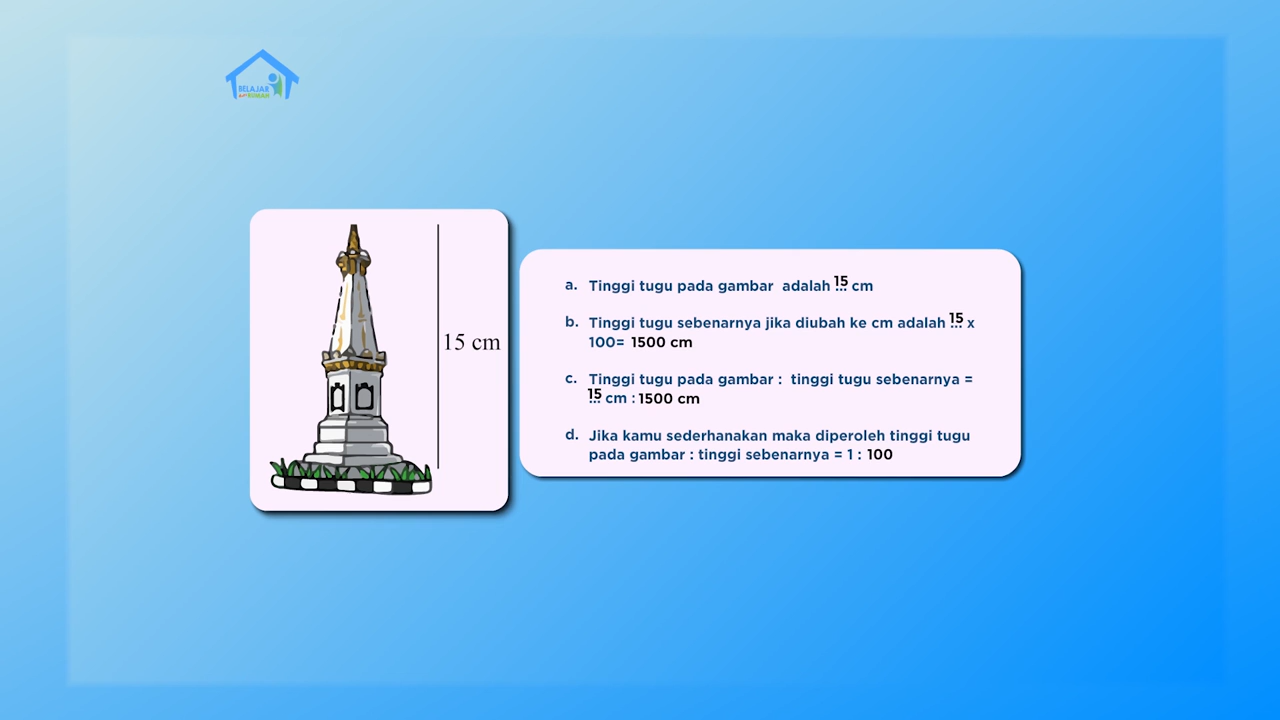 BELAJAR
dari RUMAH
15 cm
a. Tinggi tugu pada gambar adalah 15 ... cm
b. Tinggi tugu sebenarnya jika diubah ke cm adalah 15 ... x
100= 1500 cm
c. Tinggi tugu pada gambar : tinggi tugu sebenarnya =
15 ... cm : 1500 cm
d. Jika kamu sederhanakan maka diperoleh tinggi tugu
pada gambar : tinggi sebenarnya = 1 : 100